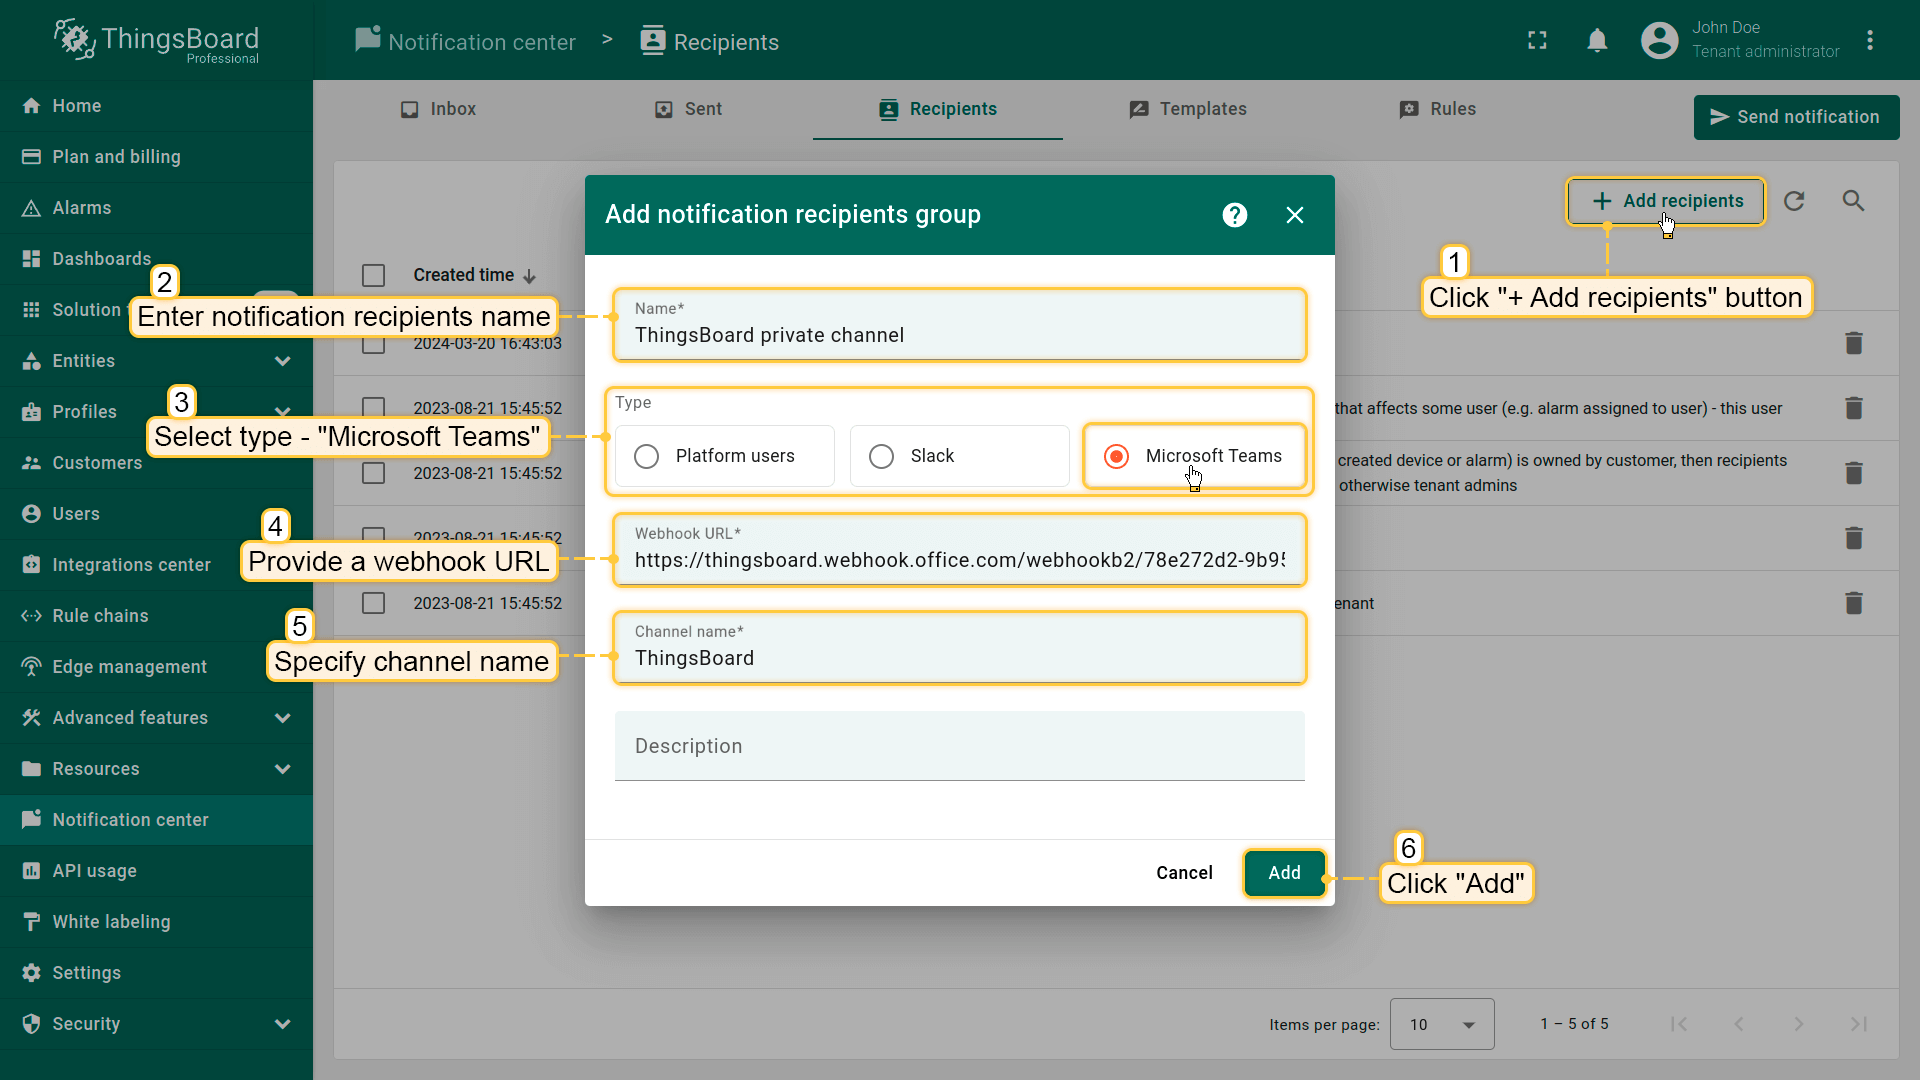 ThingsBoard
Professional
Notification center > Recipients
John Doe
Tenant administrator
Home
Plan and billing
Alarms
Dashboards
Solution
Entities
Profiles
Customers
Users
Integrations center
Rule chains
Edge management
Advanced features
Resources
Notification center
API usage
White labeling
Settings
Security
Inbox
Sent
Recipients
Templates
Rules
Send notification
+ Add recipients
1
Click "+ Add recipients" button
Created time
2024-03-20 16:43:03
2023-08-21 15:45:52
that affects some user (e.g. alarm assigned to user) - this user
2023-08-21 15:45:52
created device or alarm) is owned by customer, then recipients
otherwise tenant admins
2023-08-21 15:45:52
2023-08-21 15:45:52
enant
Add notification recipients group
2
Enter notification recipients name
Name*
ThingsBoard private channel
3
Select type - "Microsoft Teams"
Type
Platform users
Slack
Microsoft Teams
4
Provide a webhook URL
Webhook URL*
https://thingsboard.webhook.office.com/webhookb2/78e272d2-9b95
5
Specify channel name
Channel name*
ThingsBoard
Description
Cancel
Add
6
Click "Add"
Items per page:
10
1 – 5 of 5